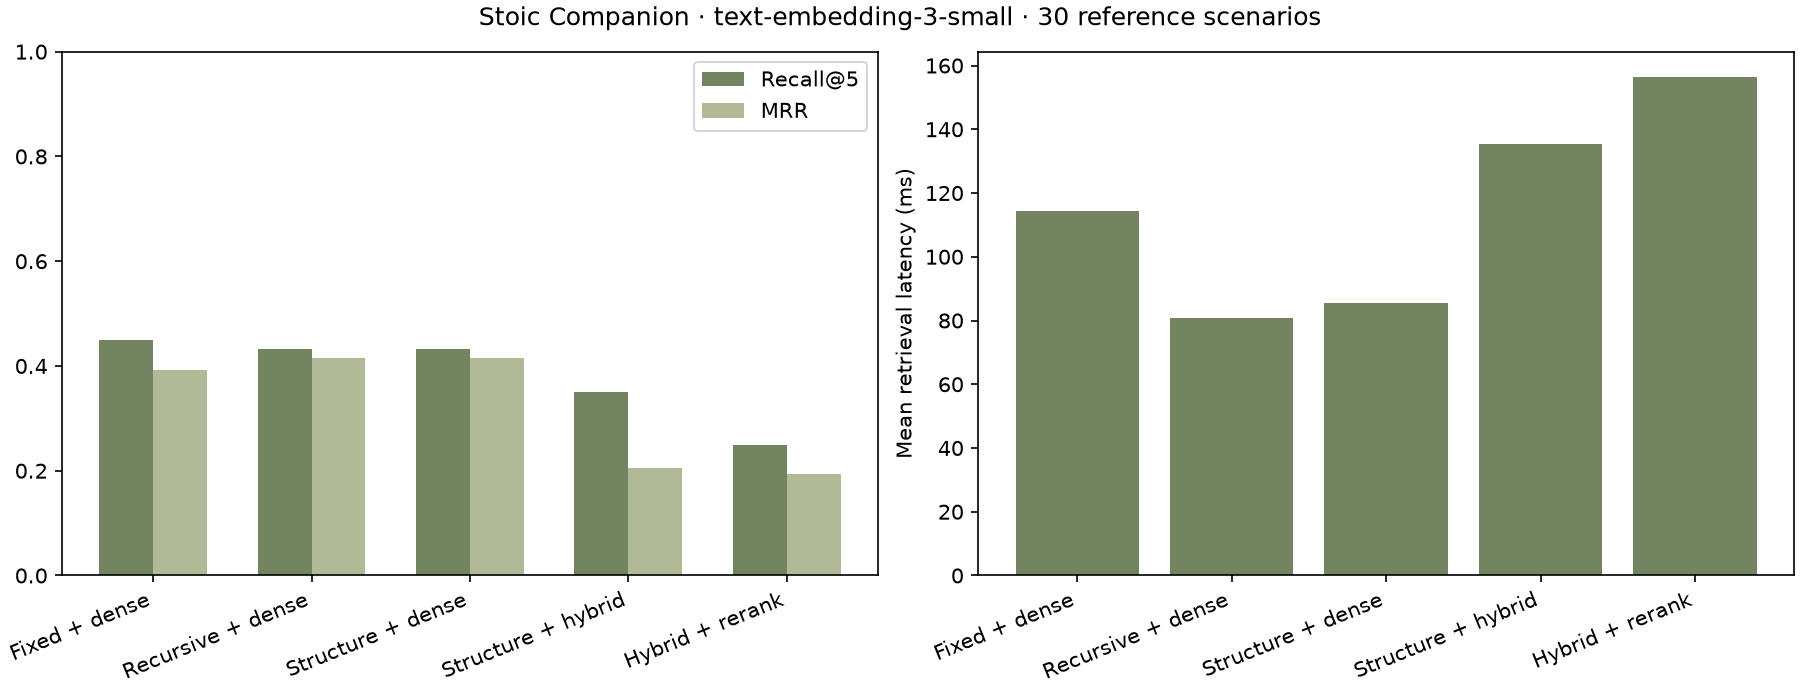 Stoic Companion · text-embedding-3-small · 30 reference scenarios
1.0
0.8
0.6
0.4
0.2
0.0
Recall@5
MRR
Fixed + dense
Recursive + dense
Structure + dense
Structure + hybrid
Hybrid + rerank
Mean retrieval latency (ms)
160
140
120
100
80
60
40
20
0
Fixed + dense
Recursive + dense
Structure + dense
Structure + hybrid
Hybrid + rerank